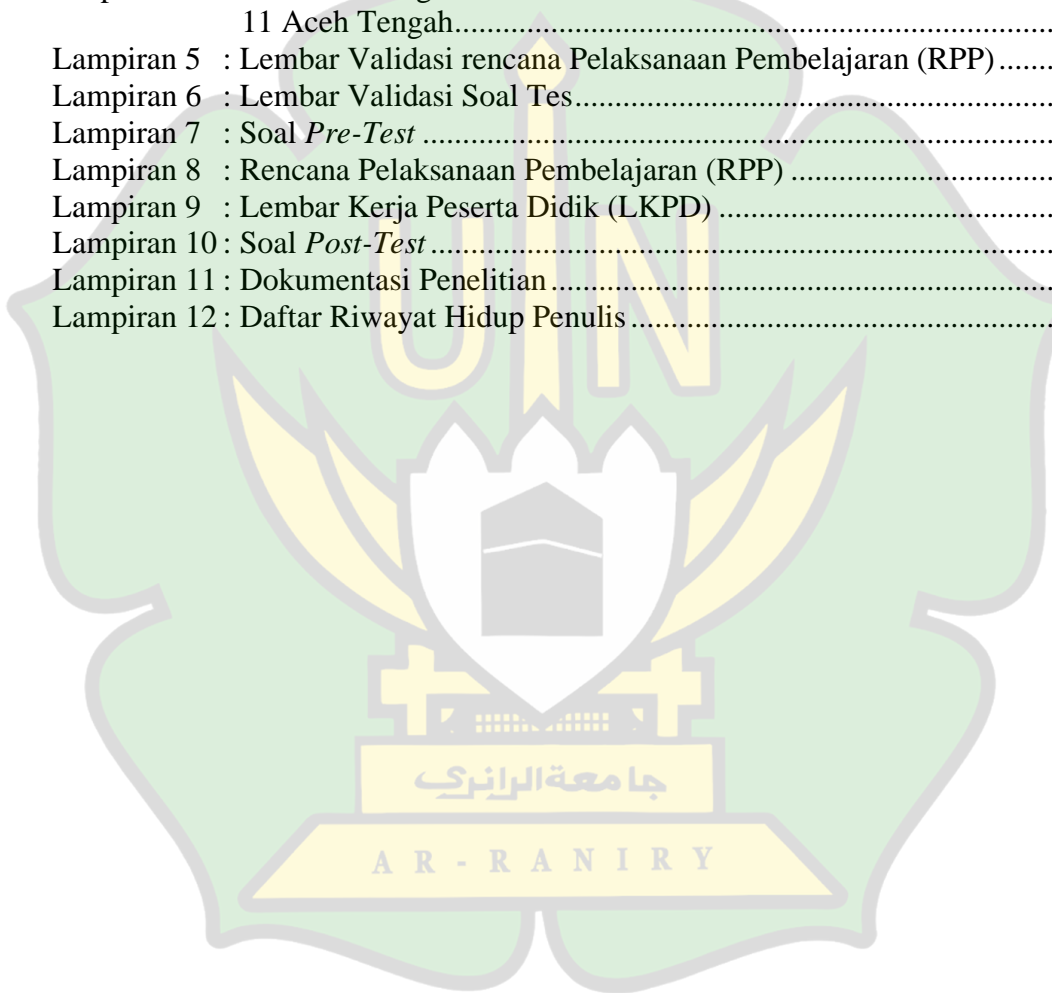 11 Aceh Tengah
Lampiran 5 : Lembar Validasi rencana Pelaksanaan Pembelajaran (RPP)
Lampiran 6 : Lembar Validasi Soal Tes
Lampiran 7 : Soal Pre-Test
Lampiran 8 : Rencana Pelaksanaan Pembelajaran (RPP)
Lampiran 9 : Lembar Kerja Peserta Didik (LKPD)
Lampiran 10 : Soal Post-Test
Lampiran 11 : Dokumentasi Penelitian
Lampiran 12 : Daftar Riwayat Hidup Penulis
UIN
جامعة الرانري
AR-RANIRY